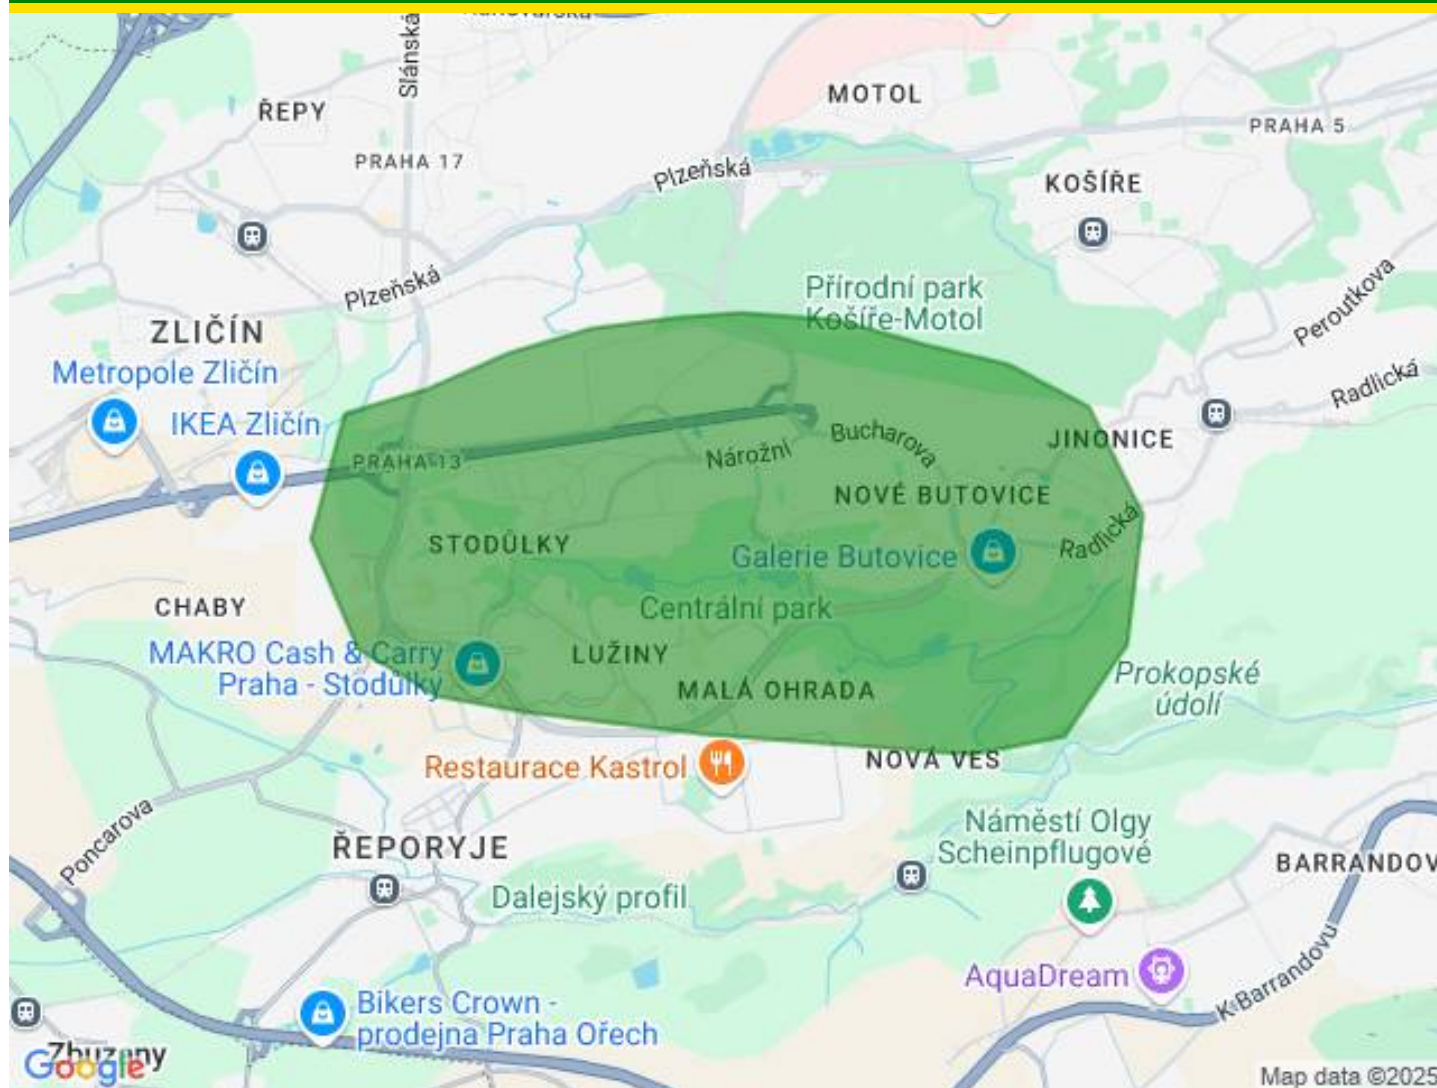 Slánská
MOTOL
ŘEPY
PRAHA 5
PRAHA 17
Plzeňská
KOŠÍŘE
Plzeňská
Přírodní park
Košíře-Motol
Peroutkova
ZLIČÍN
Metropole Zličín
Radlická
IKEA Zličín
Bucharova
JINONICE
Nárožní
PRAHA 13
NOVÉ BUTOVICE
Radlická
STODŮLKY
Galerie Butovice
CHABY
Centrální park
MAKRO Cash & Carry
Praha - Stodůlky
LUŽINY
MALÁ OHRADA
Prokopské
údolí
NOVÁ VES
Restaurace Kastrol
Poncarova
Náměstí Olgy
Scheinpflugové
ŘEPORYJE
BARRANDOV
Dalejský profil
AquaDream
K Barrandovu
Bikers Crown -
prodejna Praha Ořech
Zbuzany
Google
Map data ©2025